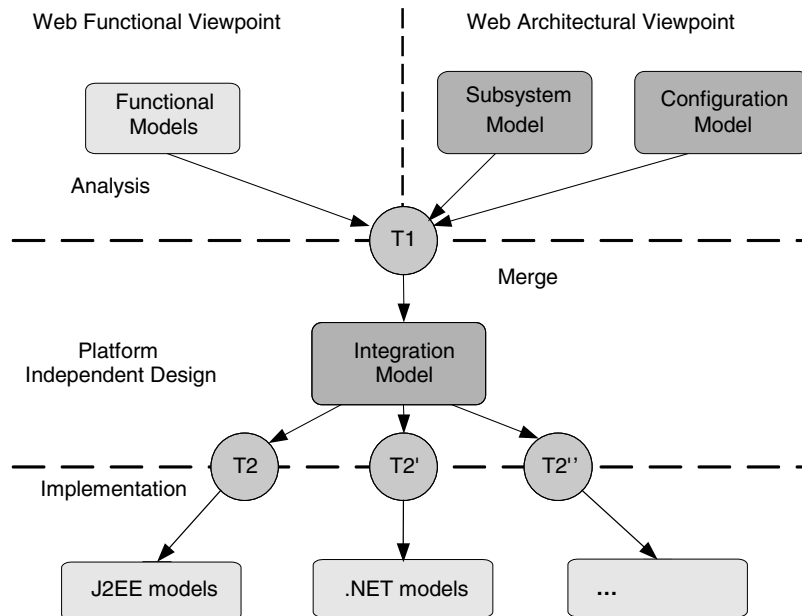 Web Functional Viewpoint
Web Architectural Viewpoint
Functional
Models
Subsystem
Model
Configuration
Model
Analysis
T1
Merge
Platform
Independent Design
Integration
Model
T2
T2'
T2''
Implementation
J2EE models
.NET models
...